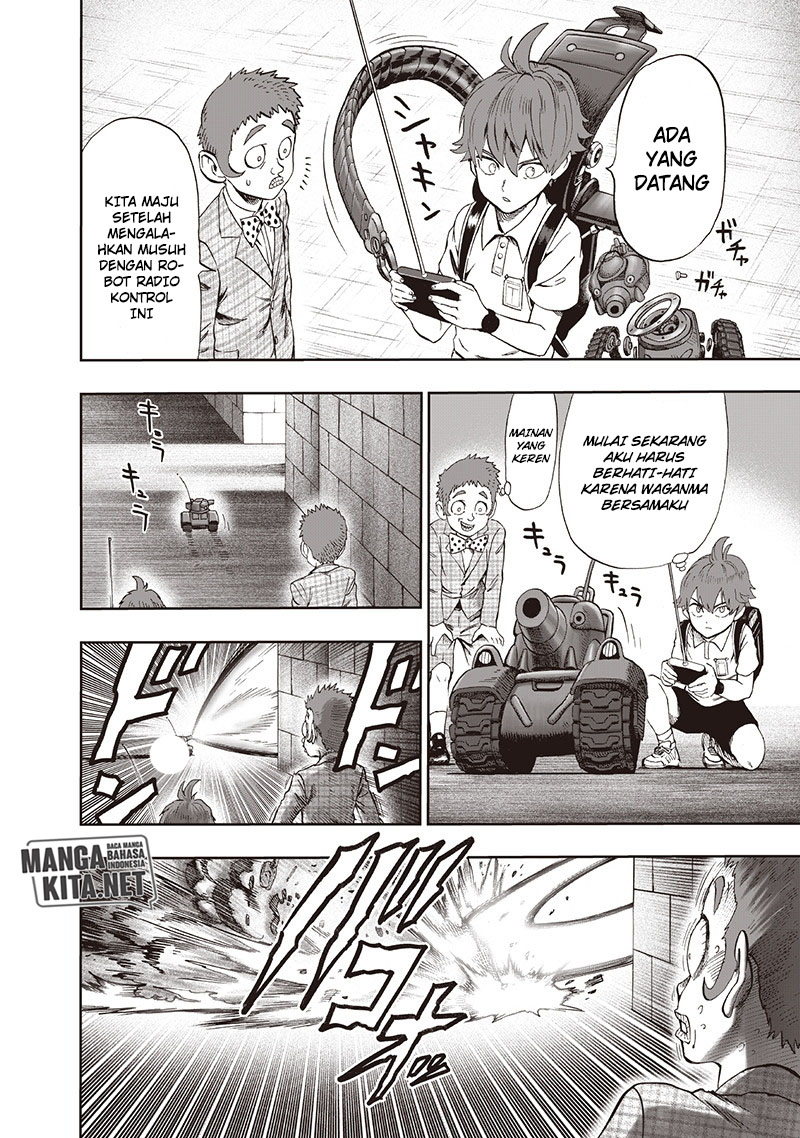 ADA
YANG
DATANG
シャキン
ガチャ
ガチャ
KITA MAJU
SETELAH
MENGALA-
HKAN MUSUH
DENGAN RO-
BOT RADIO
KONTROL
INI
MULAI SEKARANG
AKU HARUS
BERHATI-HATI
KARENA WAGANMA
BERSAMAKU
MAINAN
YANG
KEREN
キュラ
キュラ
キュラ
キュラ
ドドド
MANGA
KITA.NET
BACA MANGA
BAHASA
INDONESIA